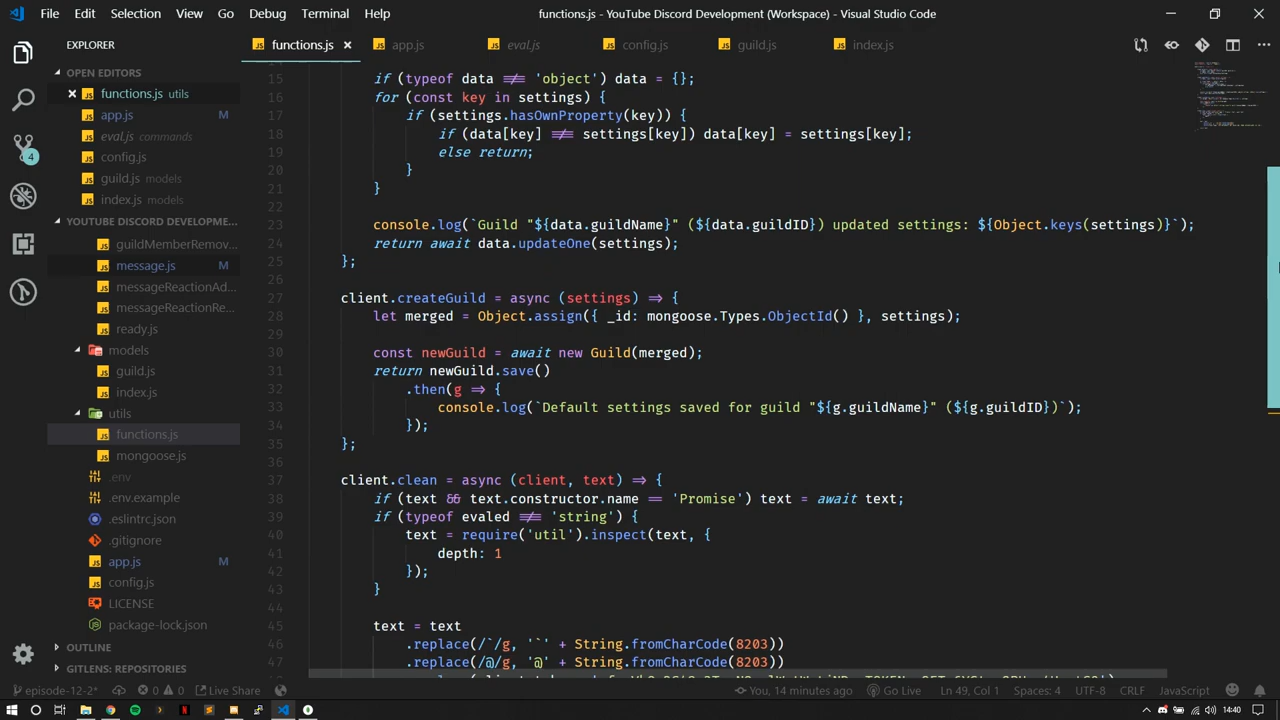 File Edit Selection View Go Debug Terminal Help
functions.js - YouTube Discord Development (Workspace) - Visual Studio Code
EXPLORER
functions.js
app.js
eval.js
config.js
guild.js
index.js
OPEN EDITORS
functions.js utils
app.js M
eval.js commands
config.js
guild.js models
index.js models
YOUTUBE DISCORD DEVELOPME...
guildMemberRemov...
message.js M
messageReactionAd...
messageReactionRe...
ready.js
models
guild.js
index.js
utils
functions.js
mongoose.js
.env
.env.example
.eslintrc.json
.gitignore
app.js M
config.js
LICENSE
package-lock.json
OUTLINE
GITLENS: REPOSITORIES
4
15 if (typeof data !== 'object') data = {};
16 for (const key in settings) {
17 if (settings.hasOwnProperty(key)) {
18 if (data[key] !== settings[key]) data[key] = settings[key];
19 else return;
20 }
21 }
22
23 console.log(`Guild "${data.guildName}" (${data.guildID}) updated settings: ${Object.keys(settings)}`);
24 return await data.updateOne(settings);
25 };
26
27 client.createGuild = async (settings) => {
28 let merged = Object.assign({ _id: mongoose.Types.ObjectId() }, settings);
29
30 const newGuild = await new Guild(merged);
31 return newGuild.save()
32 .then(g => {
33 console.log(`Default settings saved for guild "${g.guildName}" (${g.guildID})`);
34 });
35 };
36
37 client.clean = async (client, text) => {
38 if (text && text.constructor.name == 'Promise') text = await text;
39 if (typeof evaled !== 'string') {
40 text = require('util').inspect(text, {
41 depth: 1
42 });
43 }
44
45 text = text
46 .replace(/`/g, '`' + String.fromCharCode(8203))
47 .replace(/@/g, '@' + String.fromCharCode(8203))
episode-12-2* 0 0 Live Share
You, 14 minutes ago Go Live Ln 49, Col 1 Spaces: 4 UTF-8 CRLF JavaScript
14:40